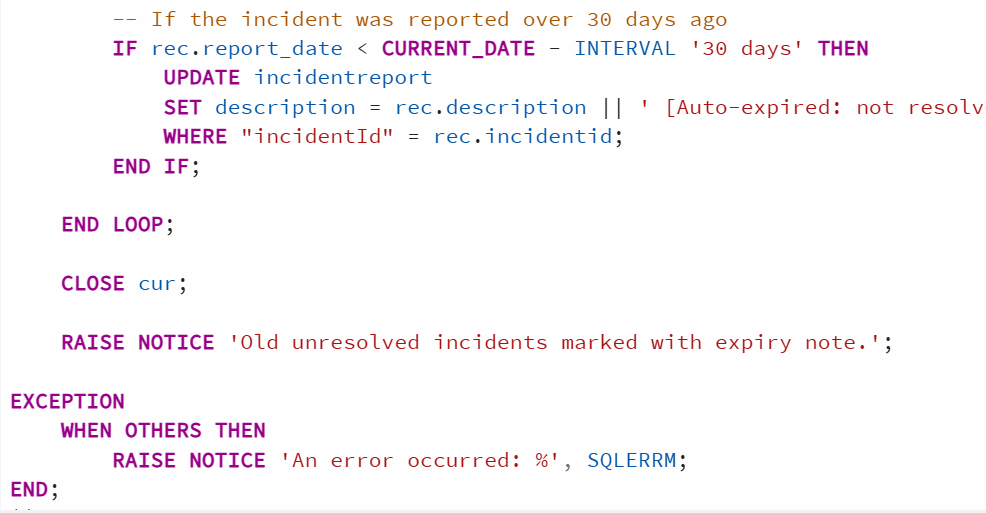 -- If the incident was reported over 30 days ago
IF rec.report_date < CURRENT_DATE - INTERVAL '30 days' THEN
UPDATE incidentreport
SET description = rec.description || ' [Auto-expired: not resolv
WHERE "incidentId" = rec.incidentid;
END IF;
END LOOP;
CLOSE cur;
RAISE NOTICE 'Old unresolved incidents marked with expiry note.';
EXCEPTION
WHEN OTHERS THEN
RAISE NOTICE 'An error occurred: %', SQLERRM;
END;